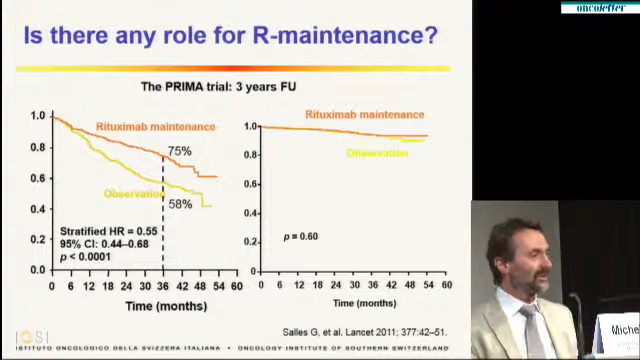 oncoletter
Is there any role for R-maintenance?
The PRIMA trial: 3 years FU
1.0
0.8
0.6
0.4
0.2
0.0
Rituximab maintenance
75%
Observation
58%
Stratified HR = 0.55
95% CI: 0.44–0.68
p < 0.0001
0 6 12 18 24 30 36 42 48 54 60
Time (months)
1.0
0.8
0.6
0.4
0.2
0
Rituximab maintenance
Observation
p = 0.60
0 6 12 18 24 30 36 42 48 54 60
Time (months)
Salles G, et al. Lancet 2011; 377:42–51.
IOSI
ISTITUTO ONCOLOGICO DELLA SVIZZERA ITALIANA • ONCOLOGY INSTITUTE OF SOUTHERN SWITZERLAND
Miche